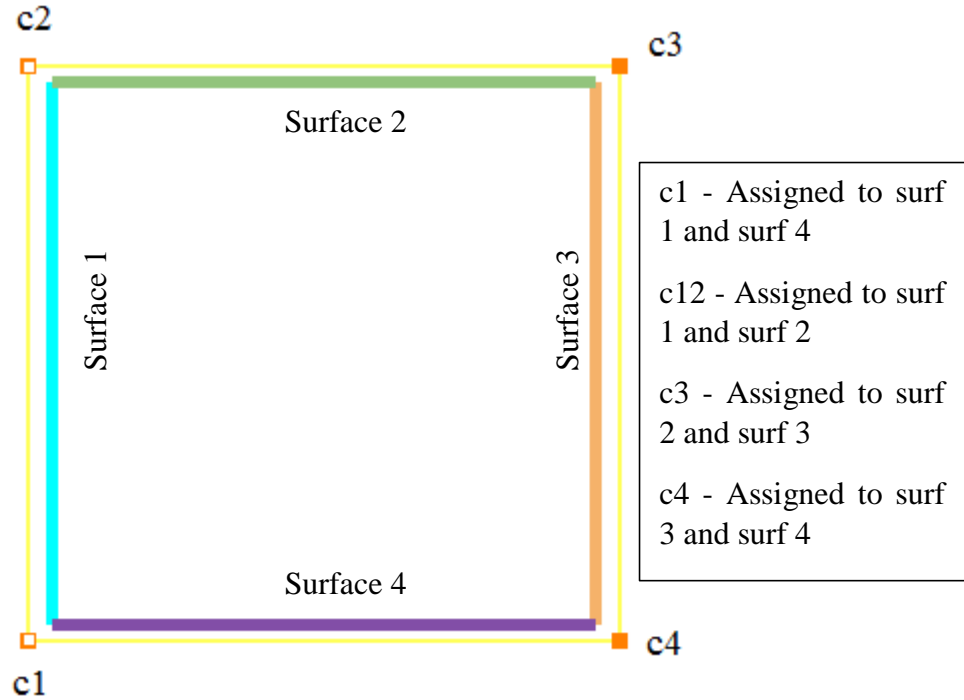 c2
c3
Surface 2
Surface 1
Surface 3
c1 - Assigned to surf
1 and surf 4
c12 - Assigned to surf
1 and surf 2
c3 - Assigned to surf
2 and surf 3
c4 - Assigned to surf
3 and surf 4
Surface 4
c4
c1